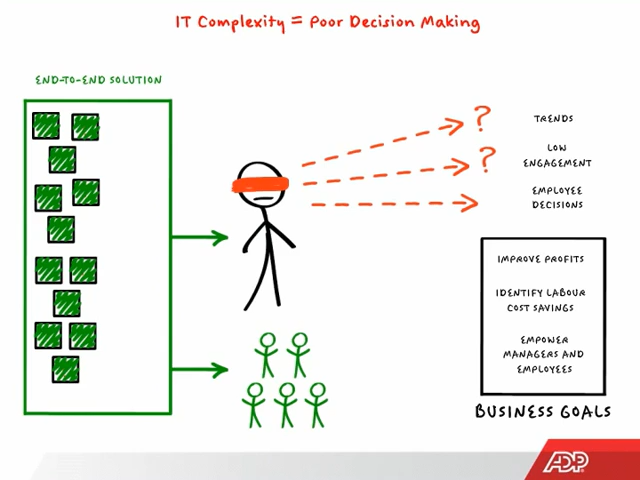 IT Complexity = Poor Decision Making
END-TO-END SOLUTION
?
TRENDS
?
LOW
ENGAGEMENT
EMPLOYEE
DECISIONS
IMPROVE PROFITS
IDENTIFY LABOUR
COST SAVINGS
EMPOWER
MANAGERS AND
EMPLOYEES
BUSINESS GOALS
ADP